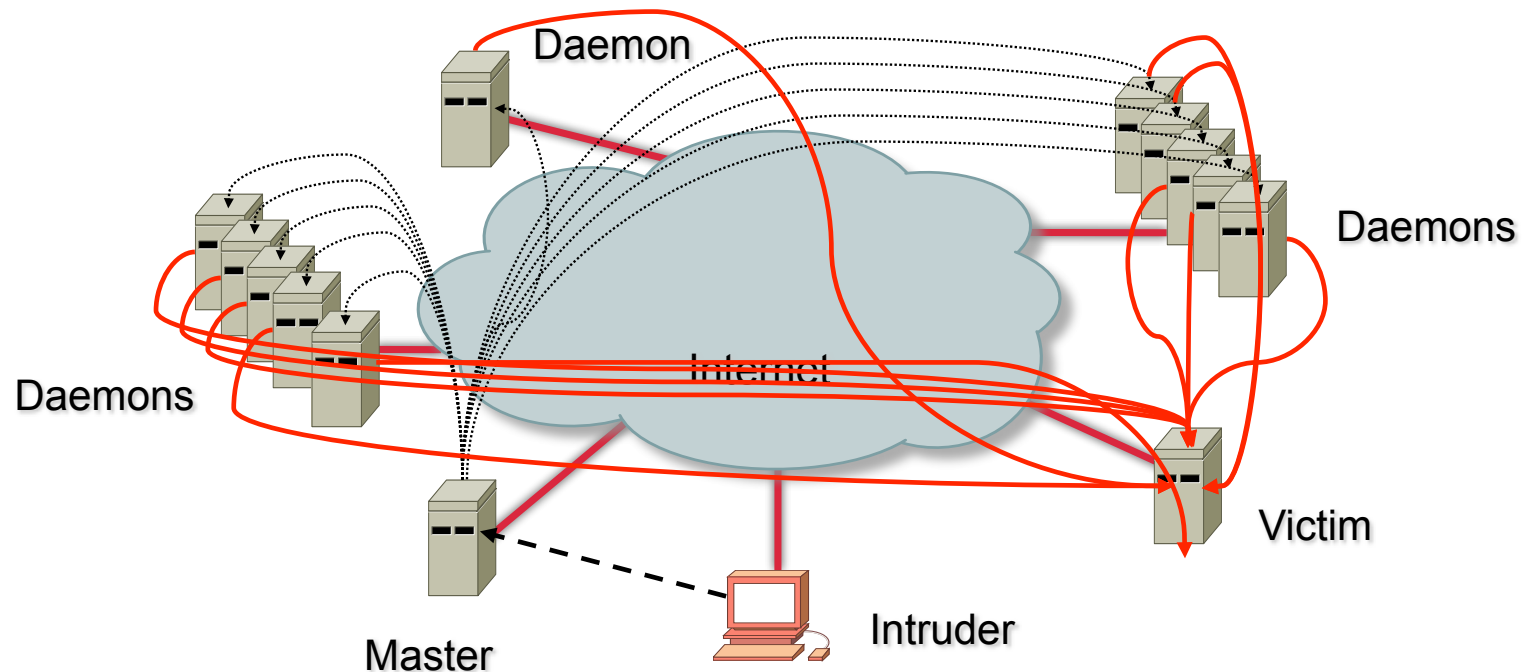 Daemon
Daemons
Internet
Daemons
Victim
Intruder
Master